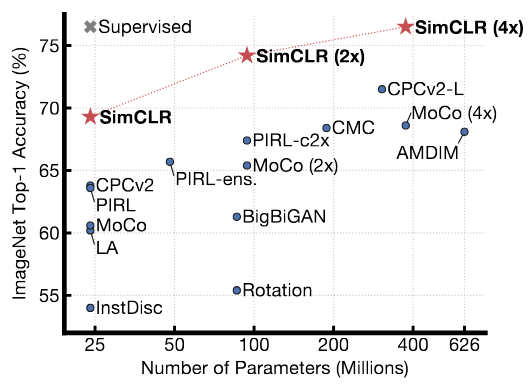 Supervised
SimCLR (4x)
75
SimCLR (2x)
CPCv2-L
70
SimCLR
MoCo (4x)
CMC
PIRL-c2x
AMDIM
65
MoCo (2x)
PIRL-ens.
CPCv2
PIRL
BigBiGAN
MoCo
60
LA
Rotation
55
InstDisc
25 50 100 200 400 626
Number of Parameters (Millions)
ImageNet Top-1 Accuracy (%)